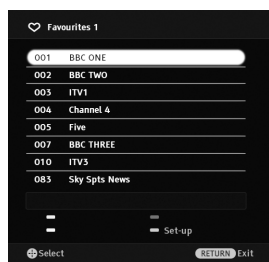 Favourites 1
001 BBC ONE
002 BBC TWO
003 ITV1
004 Channel 4
005 Five
007 BBC THREE
010 ITV3
083 Sky Spts News
Set-up
Select RETURN Exit